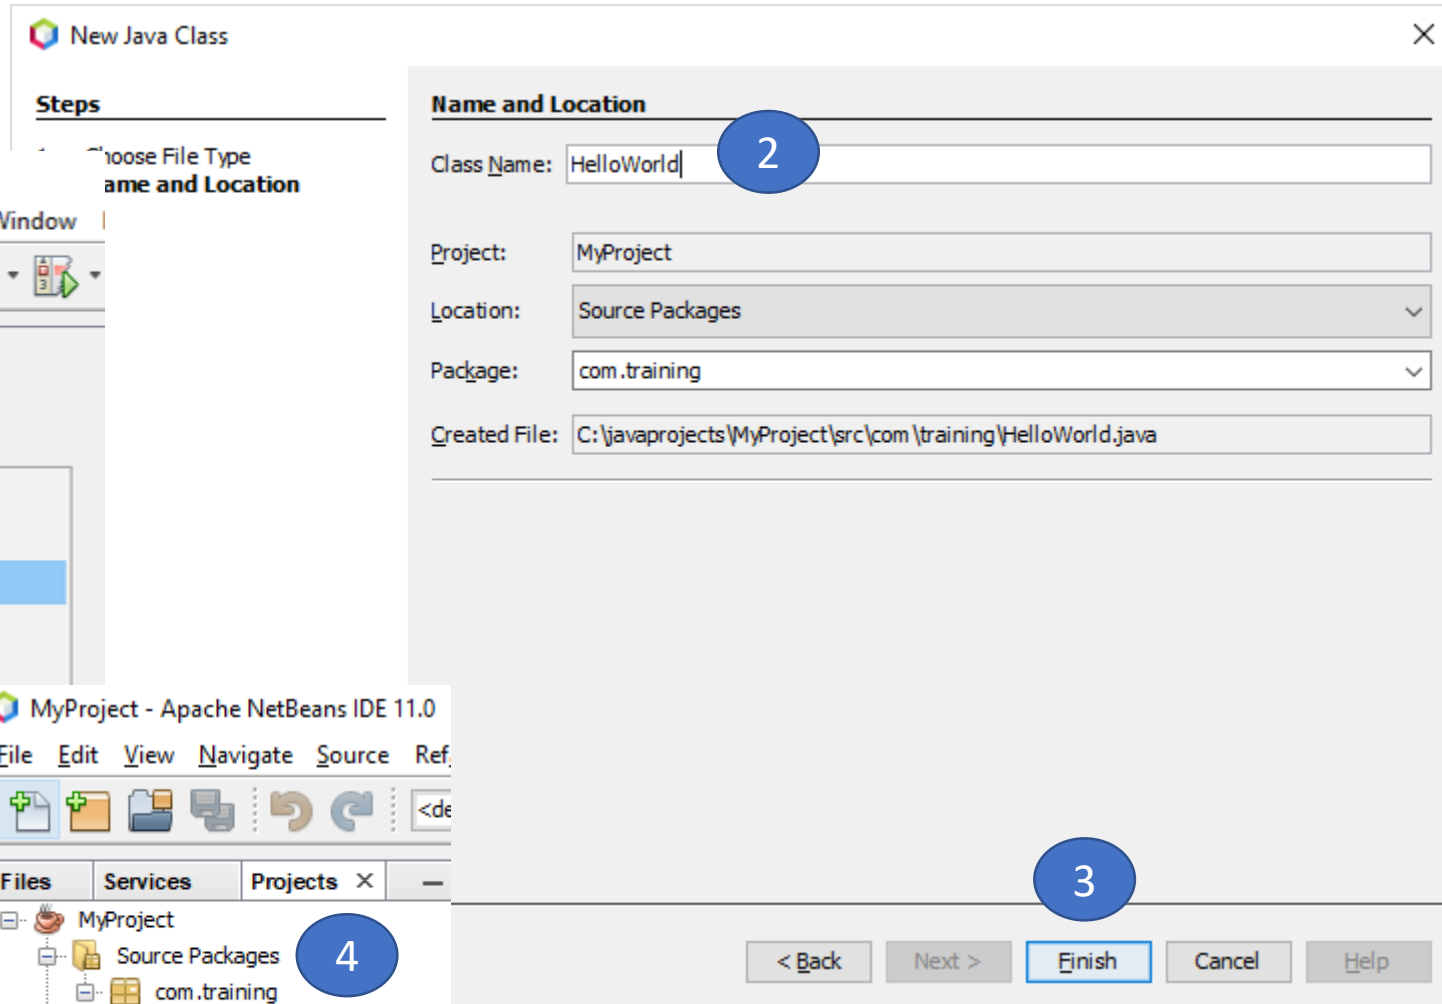 New Java Class
Steps
Name and Location
Choose File Type
ame and Location
Class Name: HelloWorld
2
Window
Project: MyProject
Location: Source Packages
Package: com.training
Created File: C:\javaprojects\MyProject\src\com\training\HelloWorld.java
MyProject - Apache NetBeans IDE 11.0
File Edit View Navigate Source Ref
<de
Files Services Projects
3
MyProject
4
Source Packages
com.training
< Back Next > Finish Cancel Help